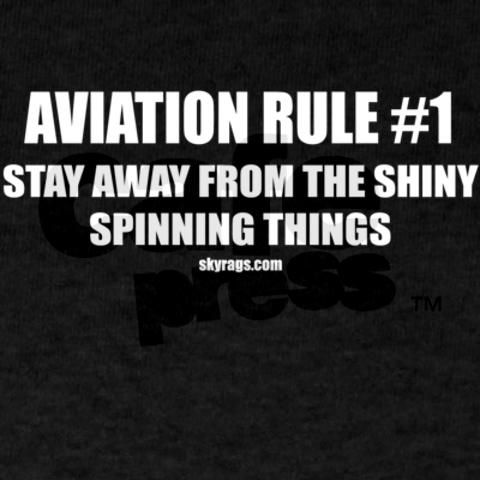 AVIATION RULE #1
STAY AWAY FROM THE SHINY
SPINNING THINGS
skyrags.com
cafe
press
™